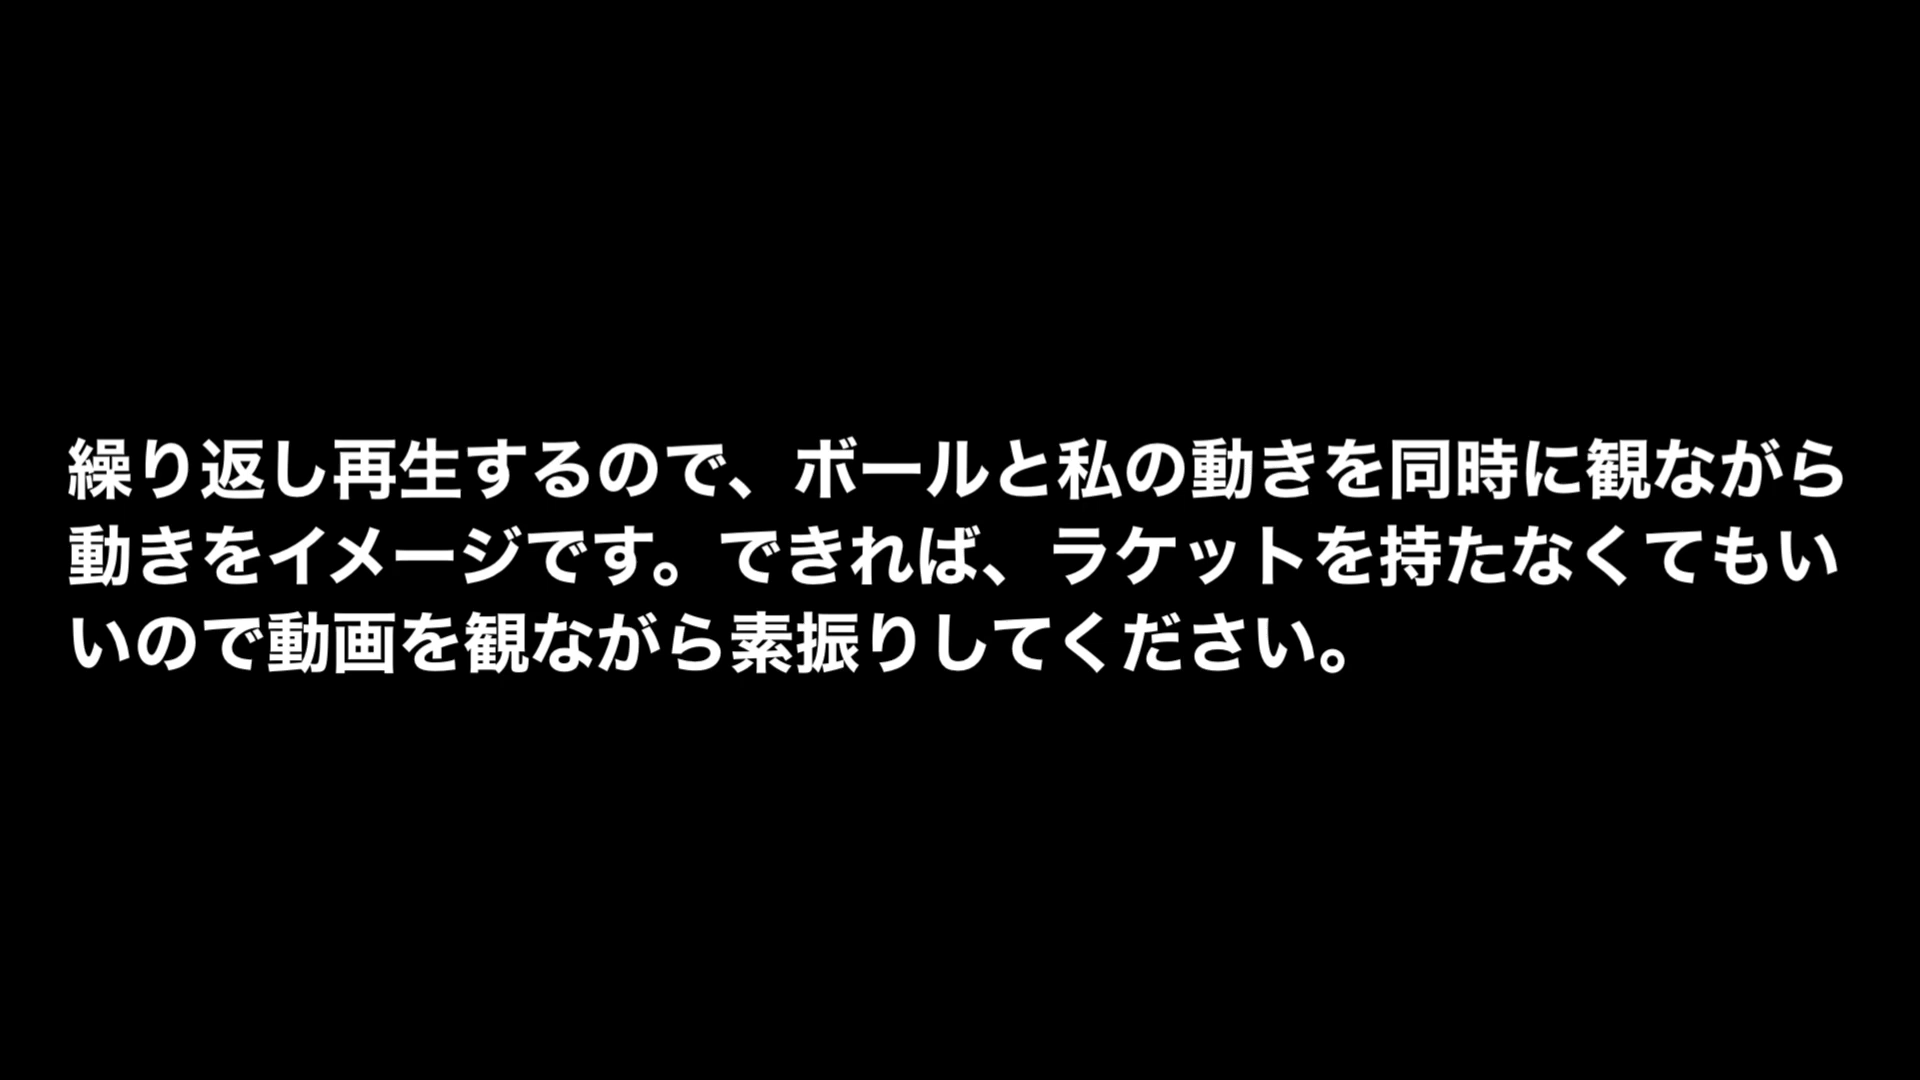 繰り返し再生するので、ボールと私の動きを同時に観ながら
動きをイメージです。できれば、ラケットを持たなくてもい
いので動画を観ながら素振りしてください。